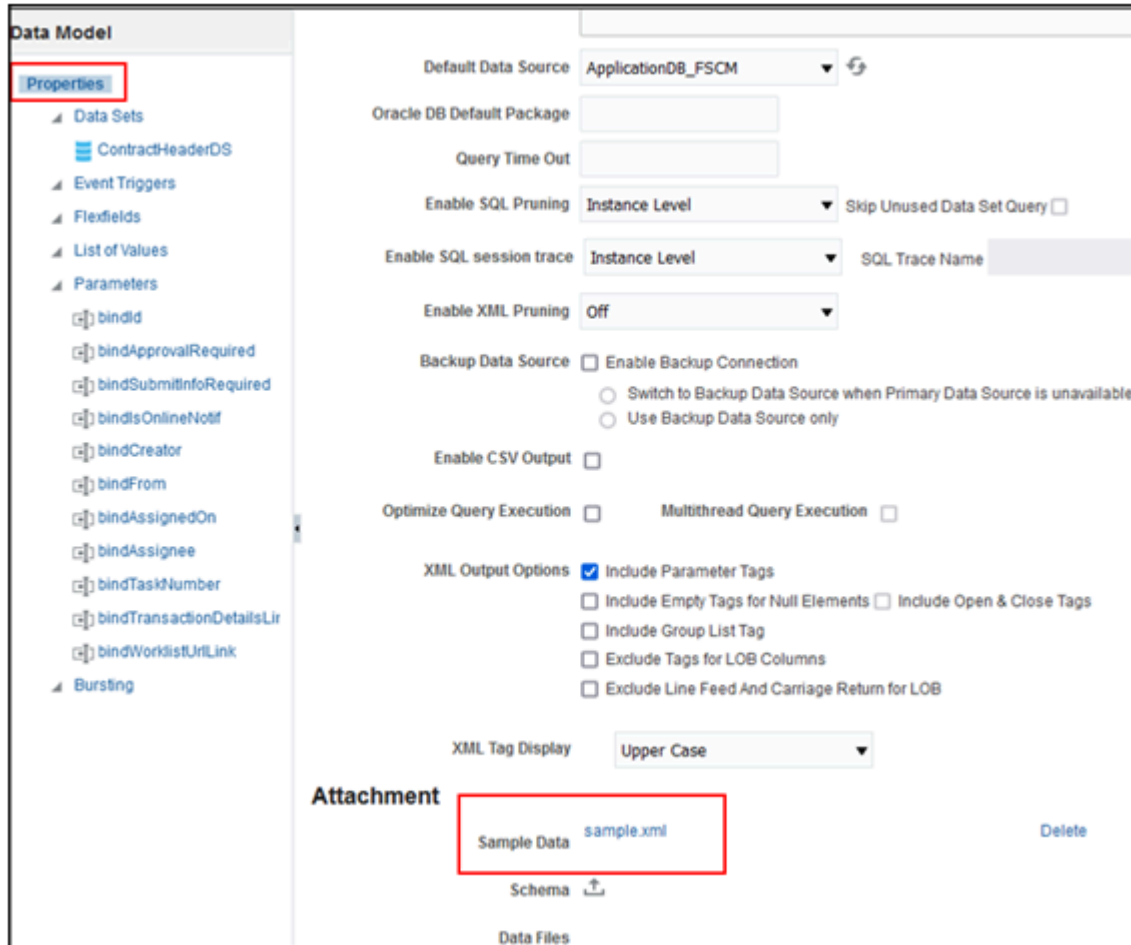 Data Model
Properties
Data Sets
ContractHeaderDS
Event Triggers
Flexfields
List of Values
Parameters
bindId
bindApprovalRequired
bindSubmitInfoRequired
bindIsOnlineNotif
bindCreator
bindFrom
bindAssignedOn
bindAssignee
bindTaskNumber
bindTransactionDetailsLir
bindWorklistUrlLink
Bursting
Default Data Source ApplicationDB_FSCM
Oracle DB Default Package
Query Time Out
Enable SQL Pruning Instance Level Skip Unused Data Set Query
Enable SQL session trace Instance Level SQL Trace Name
Enable XML Pruning Off
Backup Data Source Enable Backup Connection
Switch to Backup Data Source when Primary Data Source is unavailable
Use Backup Data Source only
Enable CSV Output
Optimize Query Execution Multithread Query Execution
XML Output Options Include Parameter Tags
Include Empty Tags for Null Elements Include Open & Close Tags
Include Group List Tag
Exclude Tags for LOB Columns
Exclude Line Feed And Carriage Return for LOB
XML Tag Display Upper Case
Attachment
Sample Data sample.xml Delete
Schema
Data Files